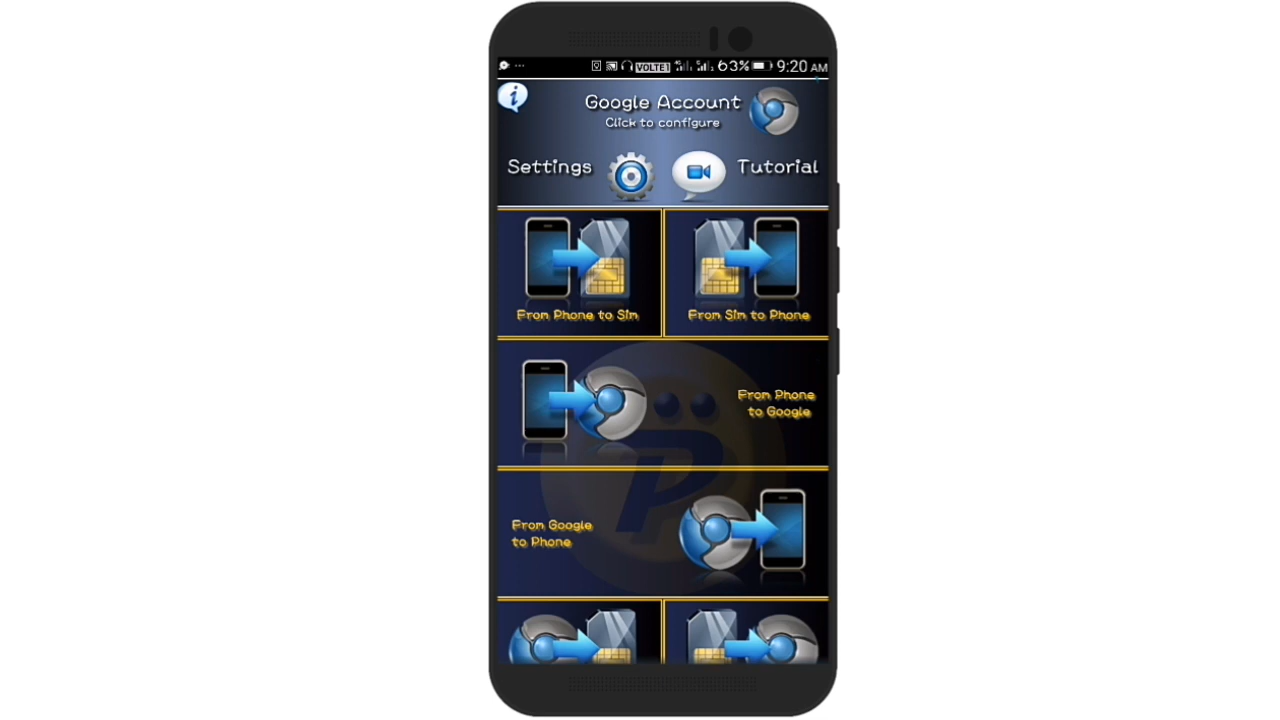 VOLTE1 63% 9:20 AM
Google Account
Click to configure
Settings
Tutorial
From Phone to Sim
From Sim to Phone
From Phone
to Google
From Google
to Phone